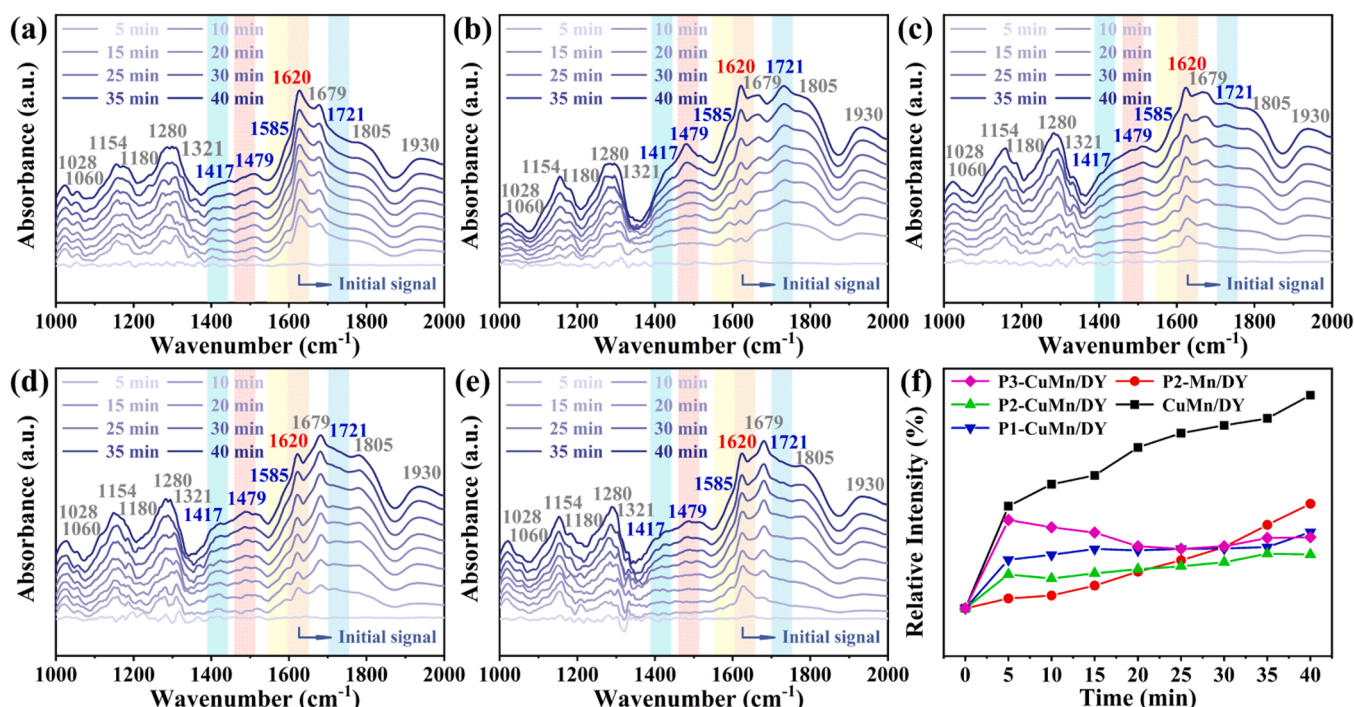 (a)
5 min 10 min
15 min 20 min
25 min 30 min
35 min 40 min
1028
1060
1154
1180
1280
1321
1417
1479
1585
1620
1679
1721
1805
1930
Initial signal
Absorbance (a.u.)
1000 1200 1400 1600 1800 2000
Wavenumber (cm-1)
(b)
5 min 10 min
15 min 20 min
25 min 30 min
35 min 40 min
1028
1060
1154
1180
1280
1321
1417
1479
1585
1620
1679
1721
1805
1930
Initial signal
Absorbance (a.u.)
1000 1200 1400 1600 1800 2000
Wavenumber (cm-1)
(c)
5 min 10 min
15 min 20 min
25 min 30 min
35 min 40 min
1028
1060
1154
1180
1280
1321
1417
1479
1585
1620
1679
1721
1805
1930
Initial signal
Absorbance (a.u.)
1000 1200 1400 1600 1800 2000
Wavenumber (cm-1)
(d)
5 min 10 min
15 min 20 min
25 min 30 min
35 min 40 min
1028
1060
1154
1180
1280
1321
1417
1479
1585
1620
1679
1721
1805
1930
Initial signal
Absorbance (a.u.)
1000 1200 1400 1600 1800 2000
Wavenumber (cm-1)
(e)
5 min 10 min
15 min 20 min
25 min 30 min
35 min 40 min
1028
1060
1154
1180
1280
1321
1417
1479
1585
1620
1679
1721
1805
1930
Initial signal
Absorbance (a.u.)
1000 1200 1400 1600 1800 2000
Wavenumber (cm-1)
(f)
P3-CuMn/DY P2-Mn/DY
P2-CuMn/DY CuMn/DY
P1-CuMn/DY
Relative Intensity (%)
0 5 10 15 20 25 30 35 40
Time (min)